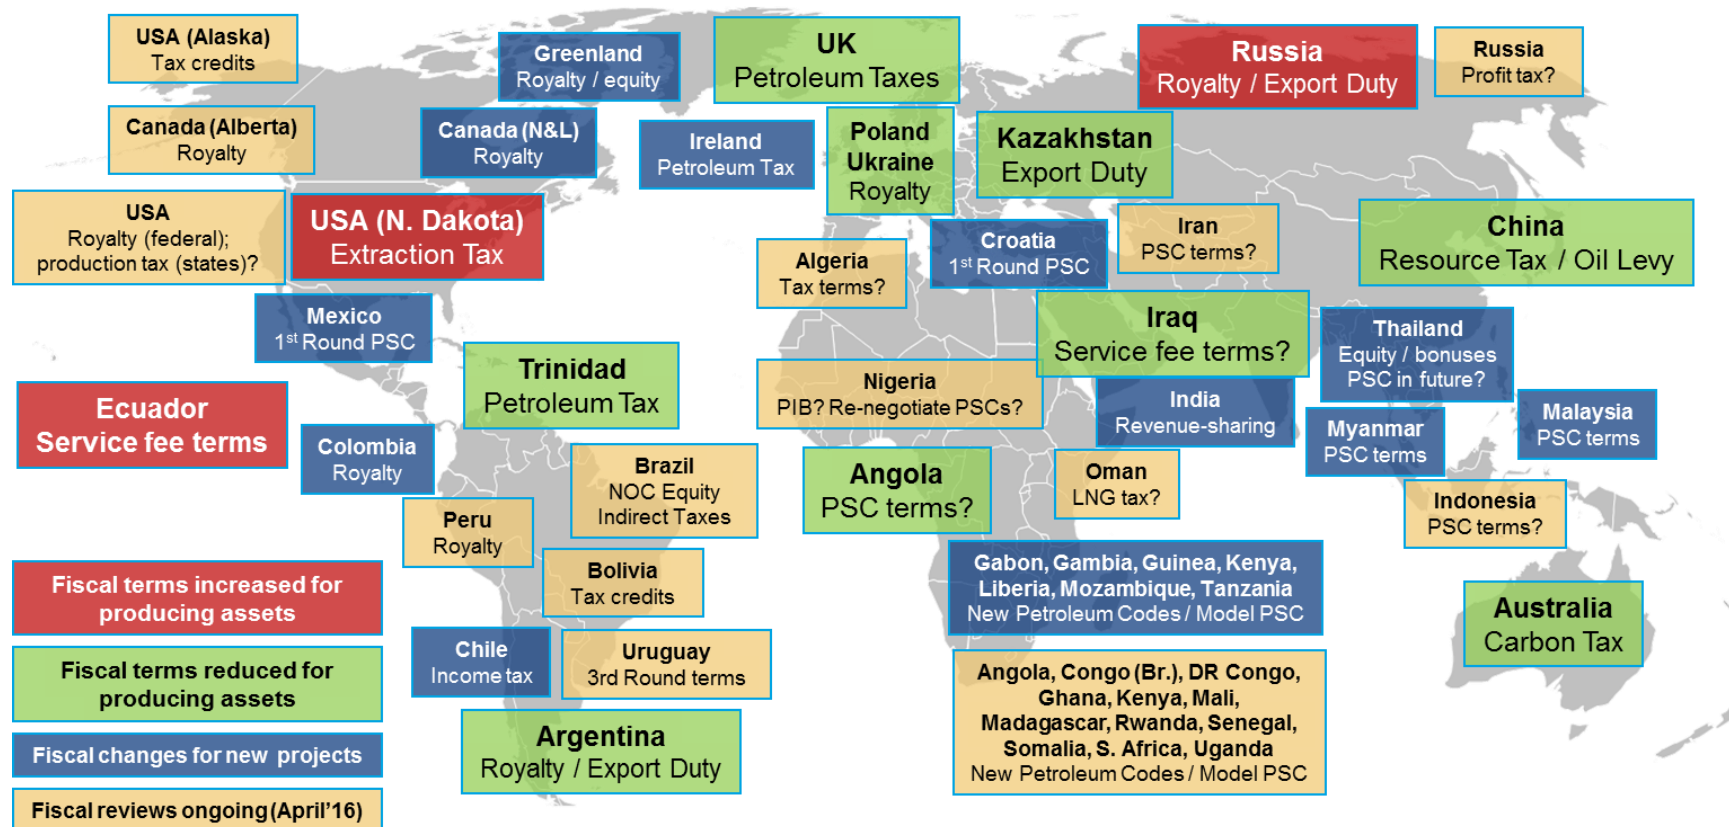 USA (Alaska)
Tax credits
Greenland
Royalty / equity
UK
Petroleum Taxes
Russia
Royalty / Export Duty
Russia
Profit tax?
Canada (Alberta)
Royalty
Canada (N&L)
Royalty
Ireland
Petroleum Tax
Poland
Ukraine
Royalty
Kazakhstan
Export Duty
USA
Royalty (federal);
production tax (states)?
USA (N. Dakota)
Extraction Tax
Algeria
Tax terms?
Croatia
1st Round PSC
Iran
PSC terms?
China
Resource Tax / Oil Levy
Mexico
1st Round PSC
Iraq
Service fee terms?
Thailand
Equity / bonuses
PSC in future?
Trinidad
Petroleum Tax
Nigeria
PIB? Re-negotiate PSCs?
India
Revenue-sharing
Malaysia
PSC terms
Ecuador
Service fee terms
Colombia
Royalty
Myanmar
PSC terms
Brazil
NOC Equity
Indirect Taxes
Angola
PSC terms?
Oman
LNG tax?
Indonesia
PSC terms?
Peru
Royalty
Bolivia
Tax credits
Gabon, Gambia, Guinea, Kenya,
Liberia, Mozambique, Tanzania
New Petroleum Codes / Model PSC
Australia
Carbon Tax
Chile
Income tax
Uruguay
3rd Round terms
Angola, Congo (Br.), DR Congo,
Ghana, Kenya, Mali,
Madagascar, Rwanda, Senegal,
Somalia, S. Africa, Uganda
New Petroleum Codes / Model PSC
Argentina
Royalty / Export Duty
Fiscal terms increased for
producing assets
Fiscal terms reduced for
producing assets
Fiscal changes for new projects
Fiscal reviews ongoing (April'16)